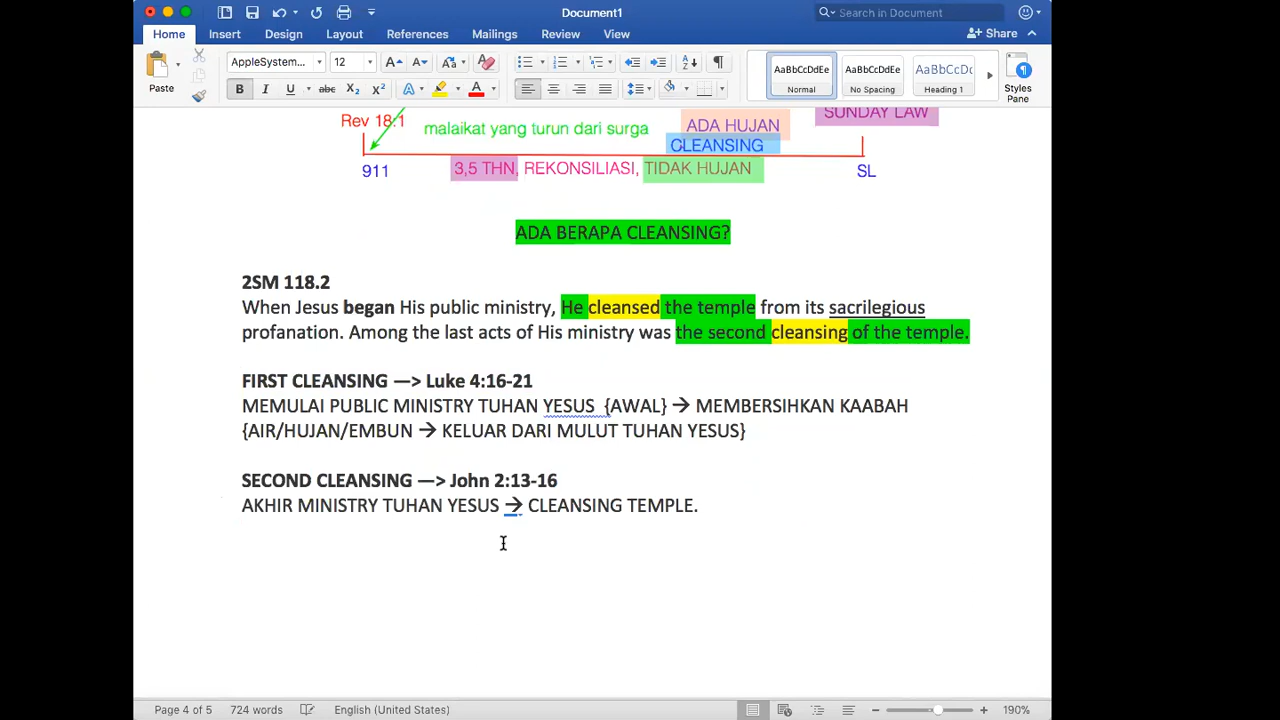 Document1
Search in Document
Home Insert Design Layout References Mailings Review View Share
AppleSystem... 12
Paste
AaBbCcDdEe AaBbCcDdEe AaBbCcDc
Normal No Spacing Heading 1
Styles Pane
SUNDAY LAW
Rev 18:1
malaikat yang turun dari surga
ADA HUJAN
CLEANSING
911
3,5 THN, REKONSILIASI, TIDAK HUJAN
SL
ADA BERAPA CLEANSING?
2SM 118.2
When Jesus began His public ministry, He cleansed the temple from its sacrilegious
profanation. Among the last acts of His ministry was the second cleansing of the temple.
FIRST CLEANSING —> Luke 4:16-21
MEMULAI PUBLIC MINISTRY TUHAN YESUS {AWAL} → MEMBERSIHKAN KAABAH
{AIR/HUJAN/EMBUN → KELUAR DARI MULUT TUHAN YESUS}
SECOND CLEANSING —> John 2:13-16
AKHIR MINISTRY TUHAN YESUS → CLEANSING TEMPLE.
Page 4 of 5 724 words English (United States) 190%